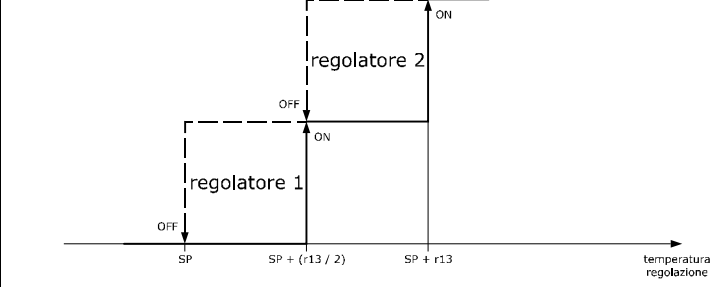 ON
regolatore 2
OFF
ON
regolatore 1
OFF
SP
SP + (r13 / 2)
SP + r13
temperatura
regolazione